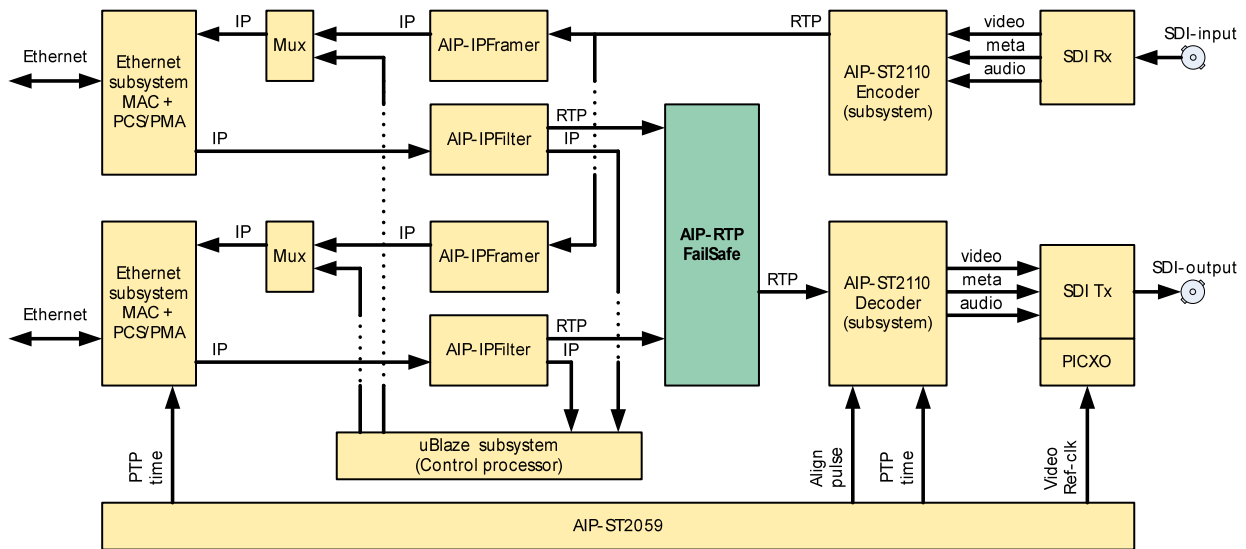 Ethernet
Ethernet
subsystem
MAC +
PCS/PMA
IP
Mux
IP
AIP-IPFramer
RTP
AIP-ST2110
Encoder
(subsystem)
video
meta
audio
SDI Rx
SDI-input
IP
AIP-IPFilter
RTP
IP
Ethernet
Ethernet
subsystem
MAC +
PCS/PMA
IP
Mux
IP
AIP-IPFramer
AIP-RTP
FailSafe
RTP
AIP-ST2110
Decoder
(subsystem)
video
meta
audio
SDI Tx
SDI-output
PICXO
IP
AIP-IPFilter
RTP
IP
uBlaze subsystem
(Control processor)
PTP
time
Align
pulse
PTP
time
Video
Ref-clk
AIP-ST2059